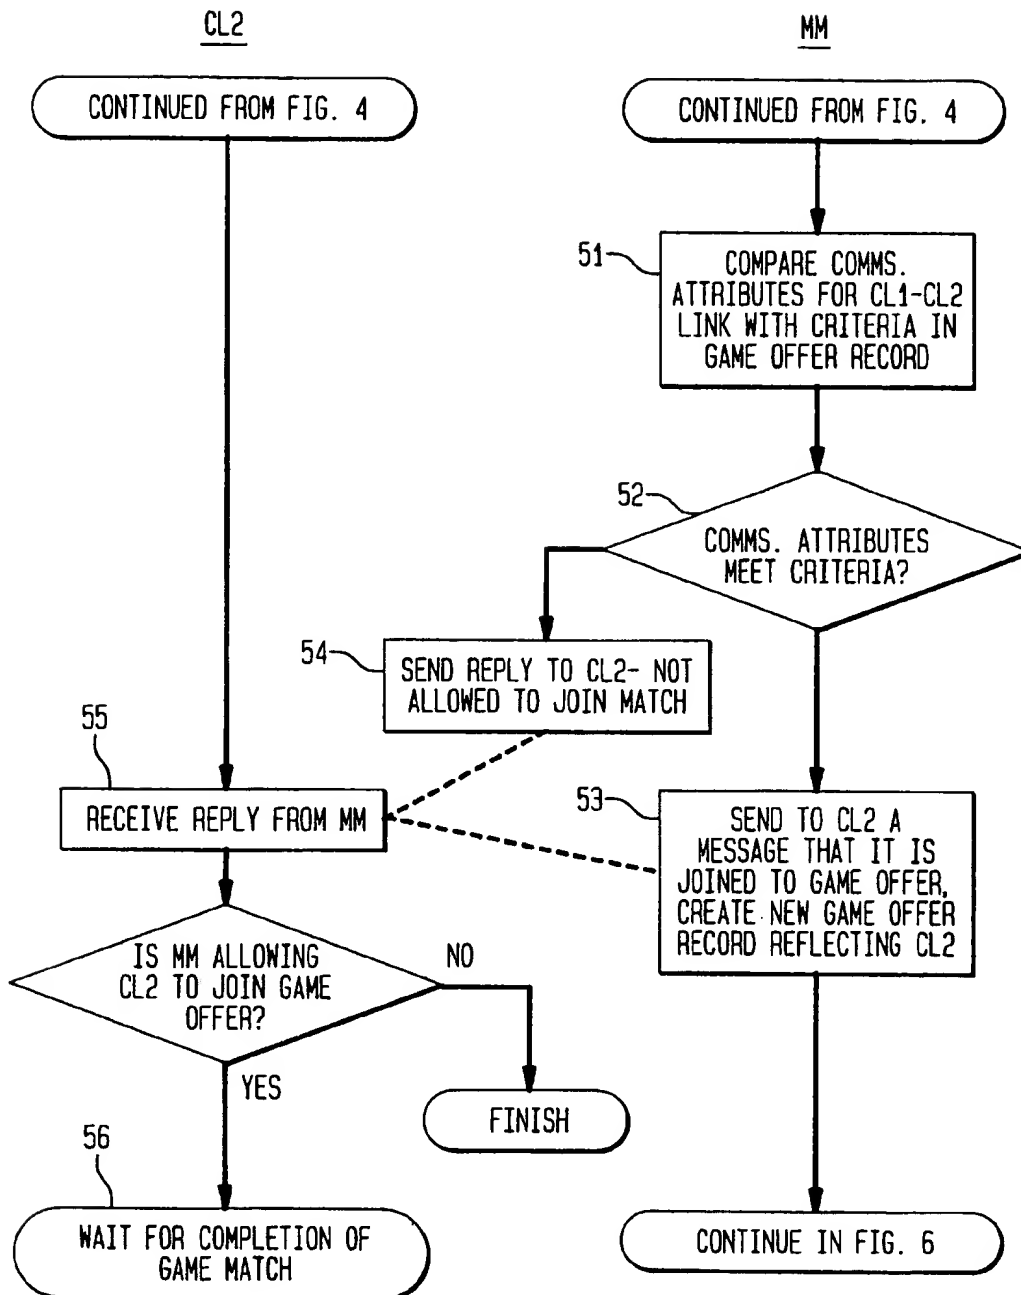 CL2
MM
CONTINUED FROM FIG. 4
CONTINUED FROM FIG. 4
51
COMPARE COMMS.
ATTRIBUTES FOR CL1-CL2
LINK WITH CRITERIA IN
GAME OFFER RECORD
52
COMMS. ATTRIBUTES
MEET CRITERIA?
54
SEND REPLY TO CL2- NOT
ALLOWED TO JOIN MATCH
55
RECEIVE REPLY FROM MM
53
SEND TO CL2 A
MESSAGE THAT IT IS
JOINED TO GAME OFFER,
CREATE NEW GAME OFFER
RECORD REFLECTING CL2
IS MM ALLOWING
CL2 TO JOIN GAME
OFFER?
NO
YES
FINISH
56
WAIT FOR COMPLETION OF
GAME MATCH
CONTINUE IN FIG. 6